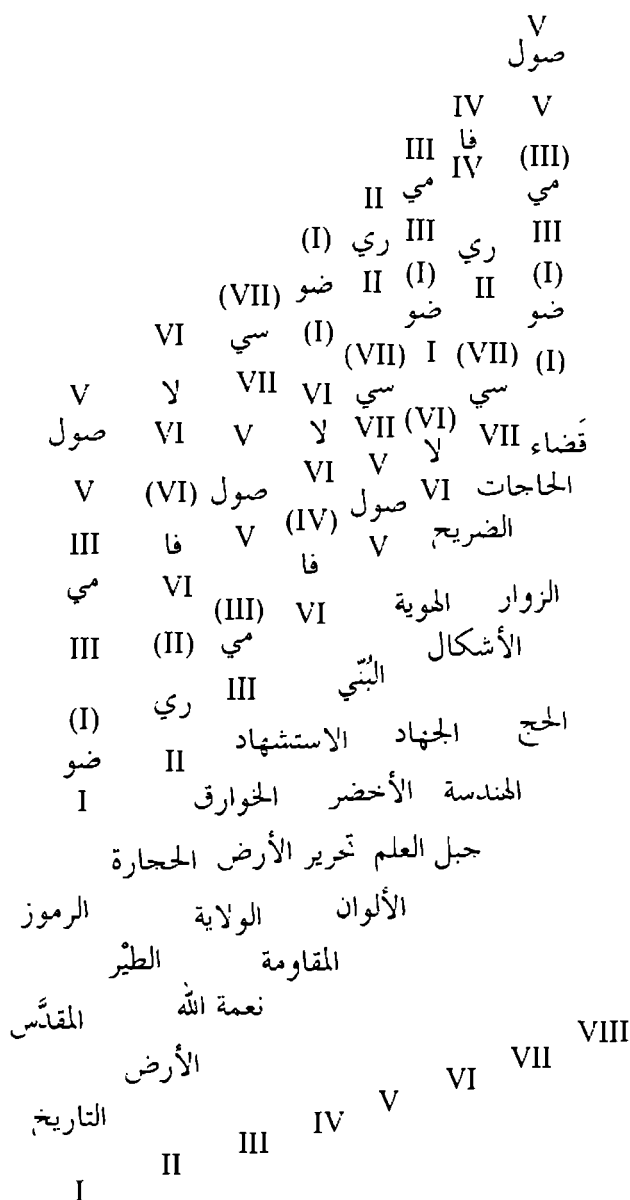 V
صول
V IV
فا III
(III) IV
مي مي II
III ري III ري (I)
(I) II (I) II ضو (VII)
ضو ضو (I) سي VI
(I) (VII) I (VII)
سي سي VI VII لا V
قَضاء VII (VI) VII لا V VI صول
لا V VI
الحاجات VI صول صول (VI) V
الضريح V (IV) V فا III
فا VI مي
الزوار الهوية VI (III)
الأشكال مي (II) III
البُنّي III ري (I)
الحج الجهاد الاستشهاد II ضو
الهندسة الأخضر الخوارق I
جبل العلم تحرير الأرض الحجارة
الألوان الولاية الرموز
المقاومة الطيْر
نعمة الله المقدَّس
VIII
VII
الأرض VI
V
التاريخ IV
III
II
I